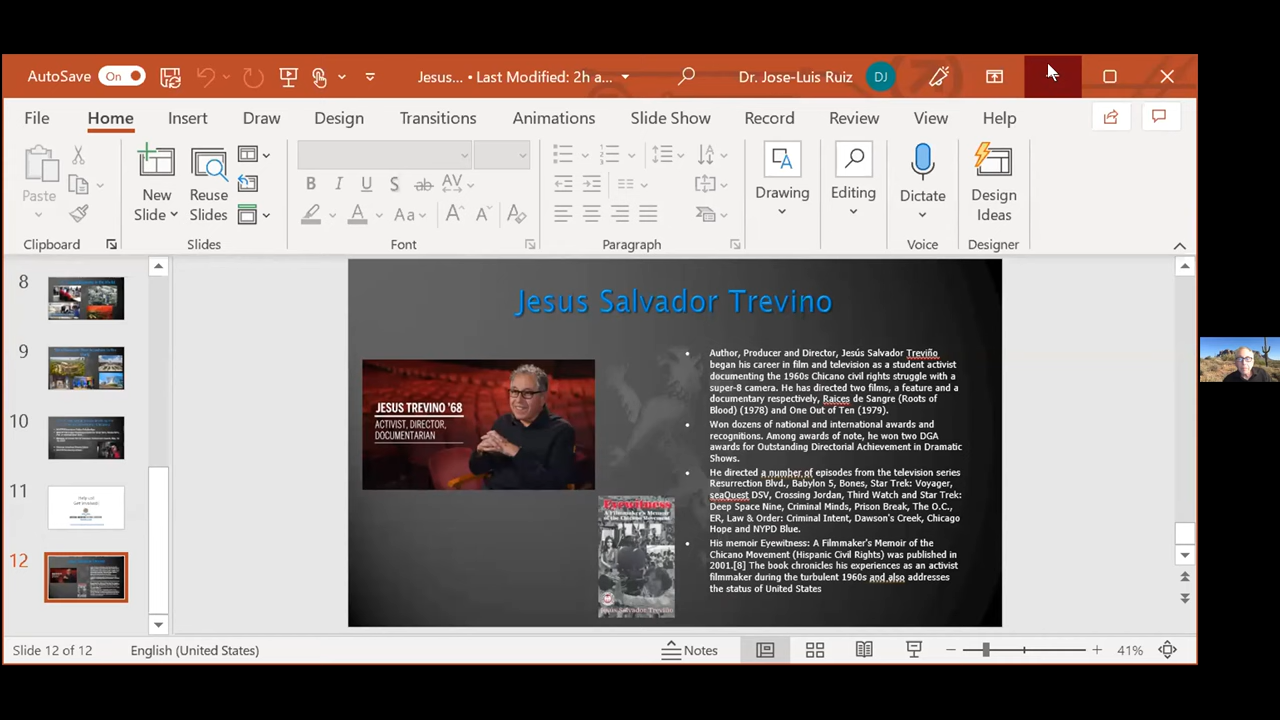 AutoSave On Jesus... • Last Modified: 2h a... Dr. Jose-Luis Ruiz DJ
File Home Insert Draw Design Transitions Animations Slide Show Record Review View Help
Paste
New Slide
Reuse Slides
Drawing
Editing
Dictate
Design Ideas
Clipboard Slides Font Paragraph Voice Designer
8
9
10
11
12
Jesus Salvador Trevino
JESUS TREVINO '68
ACTIVIST, DIRECTOR,
DOCUMENTARIAN
Eyewitness
A Filmmaker's Memoir
of the Chicano Movement
Jesús Salvador Treviño
• Author, Producer and Director, Jesús Salvador Treviño
began his career in film and television as a student activist
documenting the 1960s Chicano civil rights struggle with a
super-8 camera. He has directed two films, a feature and a
documentary respectively, Raices de Sangre (Roots of
Blood) (1978) and One Out of Ten (1979).
• Won dozens of national and international awards and
recognitions. Among awards of note, he won two DGA
awards for Outstanding Directorial Achievement in Dramatic
Shows.
• He directed a number of episodes from the television series
Resurrection Blvd., Babylon 5, Bones, Star Trek: Voyager,
seaQuest DSV, Crossing Jordan, Third Watch and Star Trek:
Deep Space Nine, Criminal Minds, Prison Break, The O.C.,
ER, Law & Order: Criminal Intent, Dawson's Creek, Chicago
Hope and NYPD Blue.
• His memoir Eyewitness: A Filmmaker's Memoir of the
Chicano Movement (Hispanic Civil Rights) was published in
2001.[8] The book chronicles his experiences as an activist
filmmaker during the turbulent 1960s and also addresses
the status of United States
Slide 12 of 12 English (United States) Notes 41%